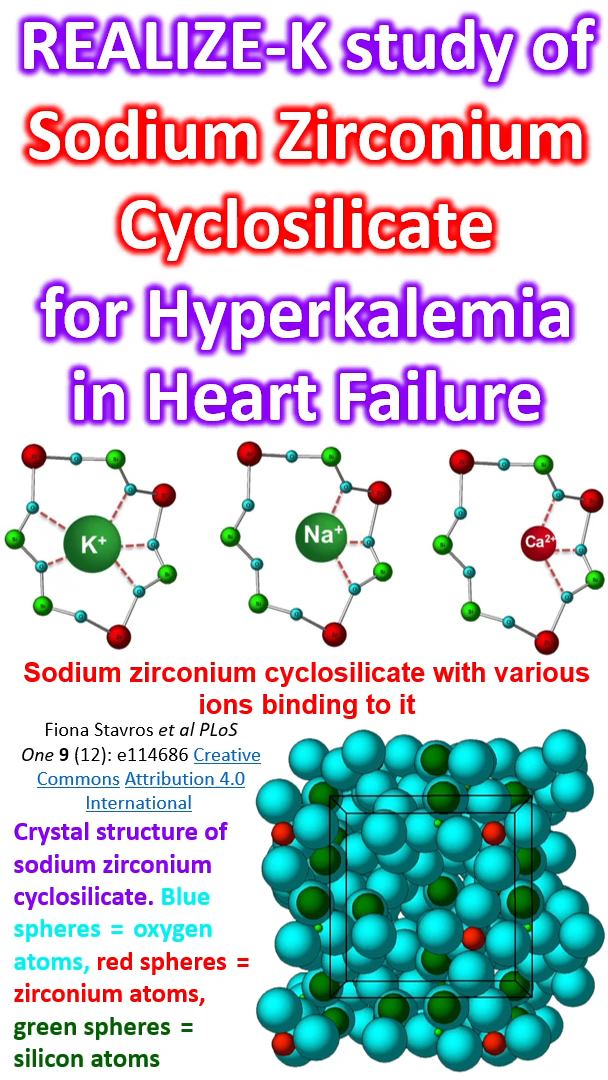 REALIZE-K study of
Sodium Zirconium
Cyclosilicate
for Hyperkalemia
in Heart Failure
K+
Na+
Ca2+
Sodium zirconium cyclosilicate with various
ions binding to it
Fiona Stavros et al PLoS
One 9 (12): e114686 Creative
Commons Attribution 4.0
International
Crystal structure of
sodium zirconium
cyclosilicate. Blue
spheres = oxygen
atoms, red spheres =
zirconium atoms,
green spheres =
silicon atoms